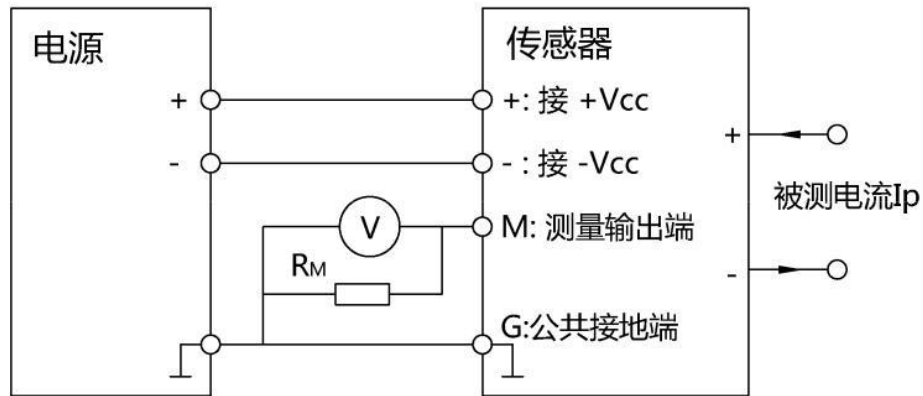 电源
传感器
+
+: 接 +Vcc
+
-
- : 接 -Vcc
被测电流Ip
V
M: 测量输出端
RM
-
G:公共接地端